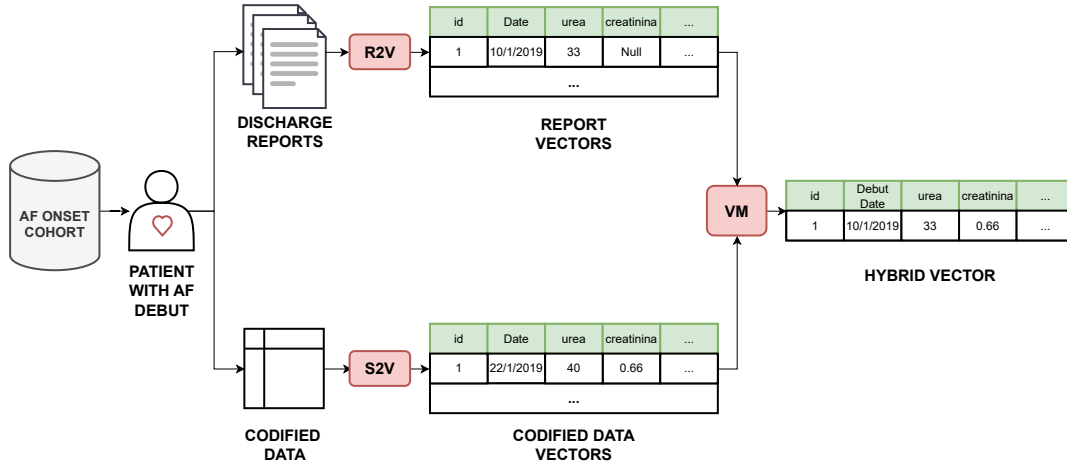 AF ONSET
COHORT
PATIENT
WITH AF
DEBUT
DISCHARGE
REPORTS
R2V
id Date urea creatinina ...
1 10/1/2019 33 Null ...
...
REPORT
VECTORS
CODIFIED
DATA
S2V
id Date urea creatinina ...
1 22/1/2019 40 0.66 ...
...
CODIFIED DATA
VECTORS
VM
id Debut Date urea creatinina ...
1 10/1/2019 33 0.66 ...
HYBRID VECTOR